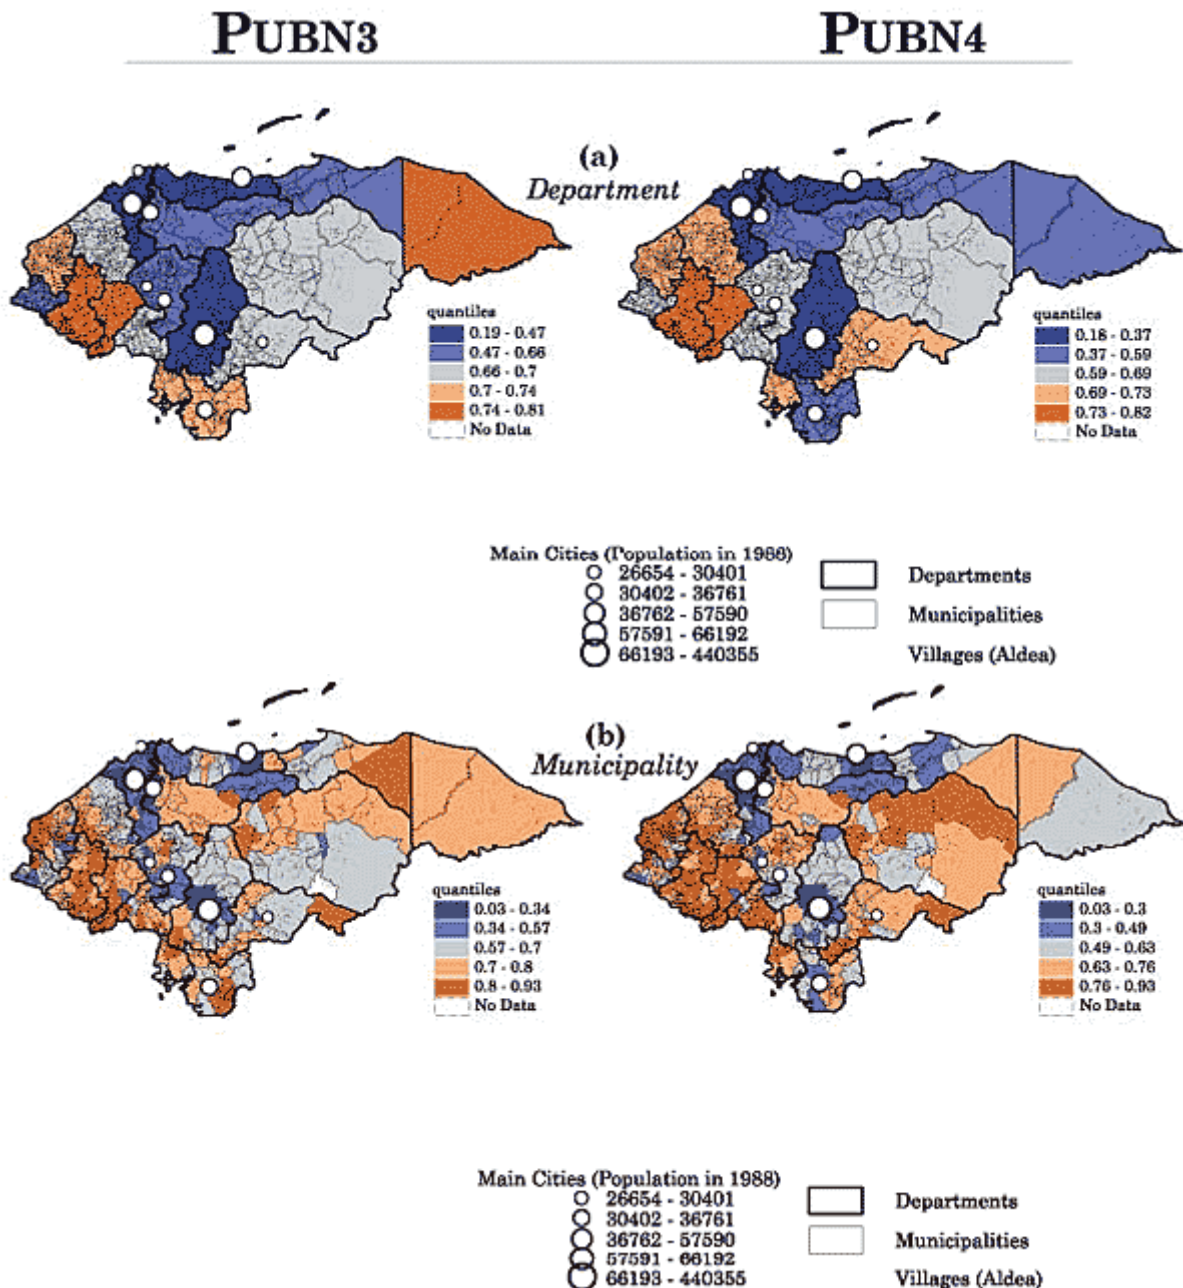 PUBN3
PUBN4
(a)
Department
quantiles
0.19 - 0.47
0.47 - 0.66
0.66 - 0.7
0.7 - 0.74
0.74 - 0.81
No Data
quantiles
0.18 - 0.37
0.37 - 0.59
0.59 - 0.69
0.69 - 0.73
0.73 - 0.82
No Data
Main Cities (Population in 1988)
26654 - 30401
30402 - 36761
36762 - 57590
57591 - 66192
66193 - 440355
Departments
Municipalities
Villages (Aldea)
(b)
Municipality
quantiles
0.03 - 0.34
0.34 - 0.57
0.57 - 0.7
0.7 - 0.8
0.8 - 0.93
No Data
quantiles
0.03 - 0.3
0.3 - 0.49
0.49 - 0.63
0.63 - 0.76
0.76 - 0.93
No Data
Main Cities (Population in 1988)
26654 - 30401
30402 - 36761
36762 - 57590
57591 - 66192
66193 - 440355
Departments
Municipalities
Villages (Aldea)